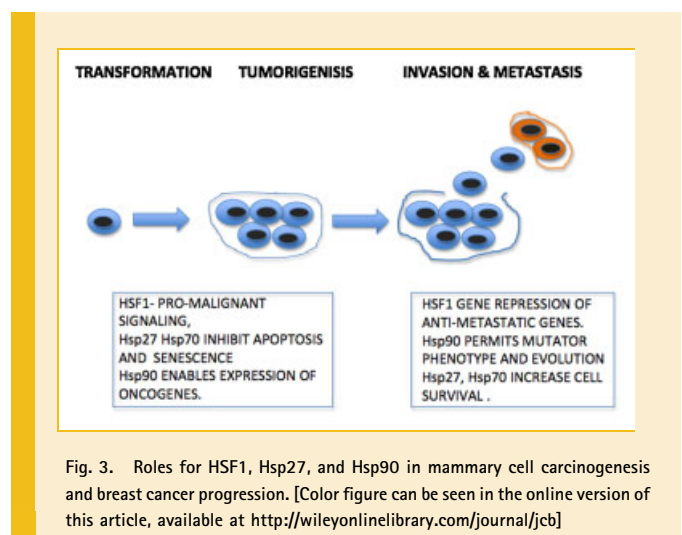 TRANSFORMATION TUMORIGENISIS INVASION & METASTASIS
HSF1- PRO-MALIGNANT
SIGNALING,
Hsp27 Hsp70 INHIBIT APOPTOSIS
AND SENESCENCE
Hsp90 ENABLES EXPRESSION OF
ONCOGENES.
HSF1 GENE REPRESSION OF
ANTI-METASTATIC GENES.
Hsp90 PERMITS MUTATOR
PHENOTYPE AND EVOLUTION
Hsp27, Hsp70 INCREASE CELL
SURVIVAL .
Fig. 3. Roles for HSF1, Hsp27, and Hsp90 in mammary cell carcinogenesis
and breast cancer progression. [Color figure can be seen in the online version of
this article, available at http://wileyonlinelibrary.com/journal/jcb]